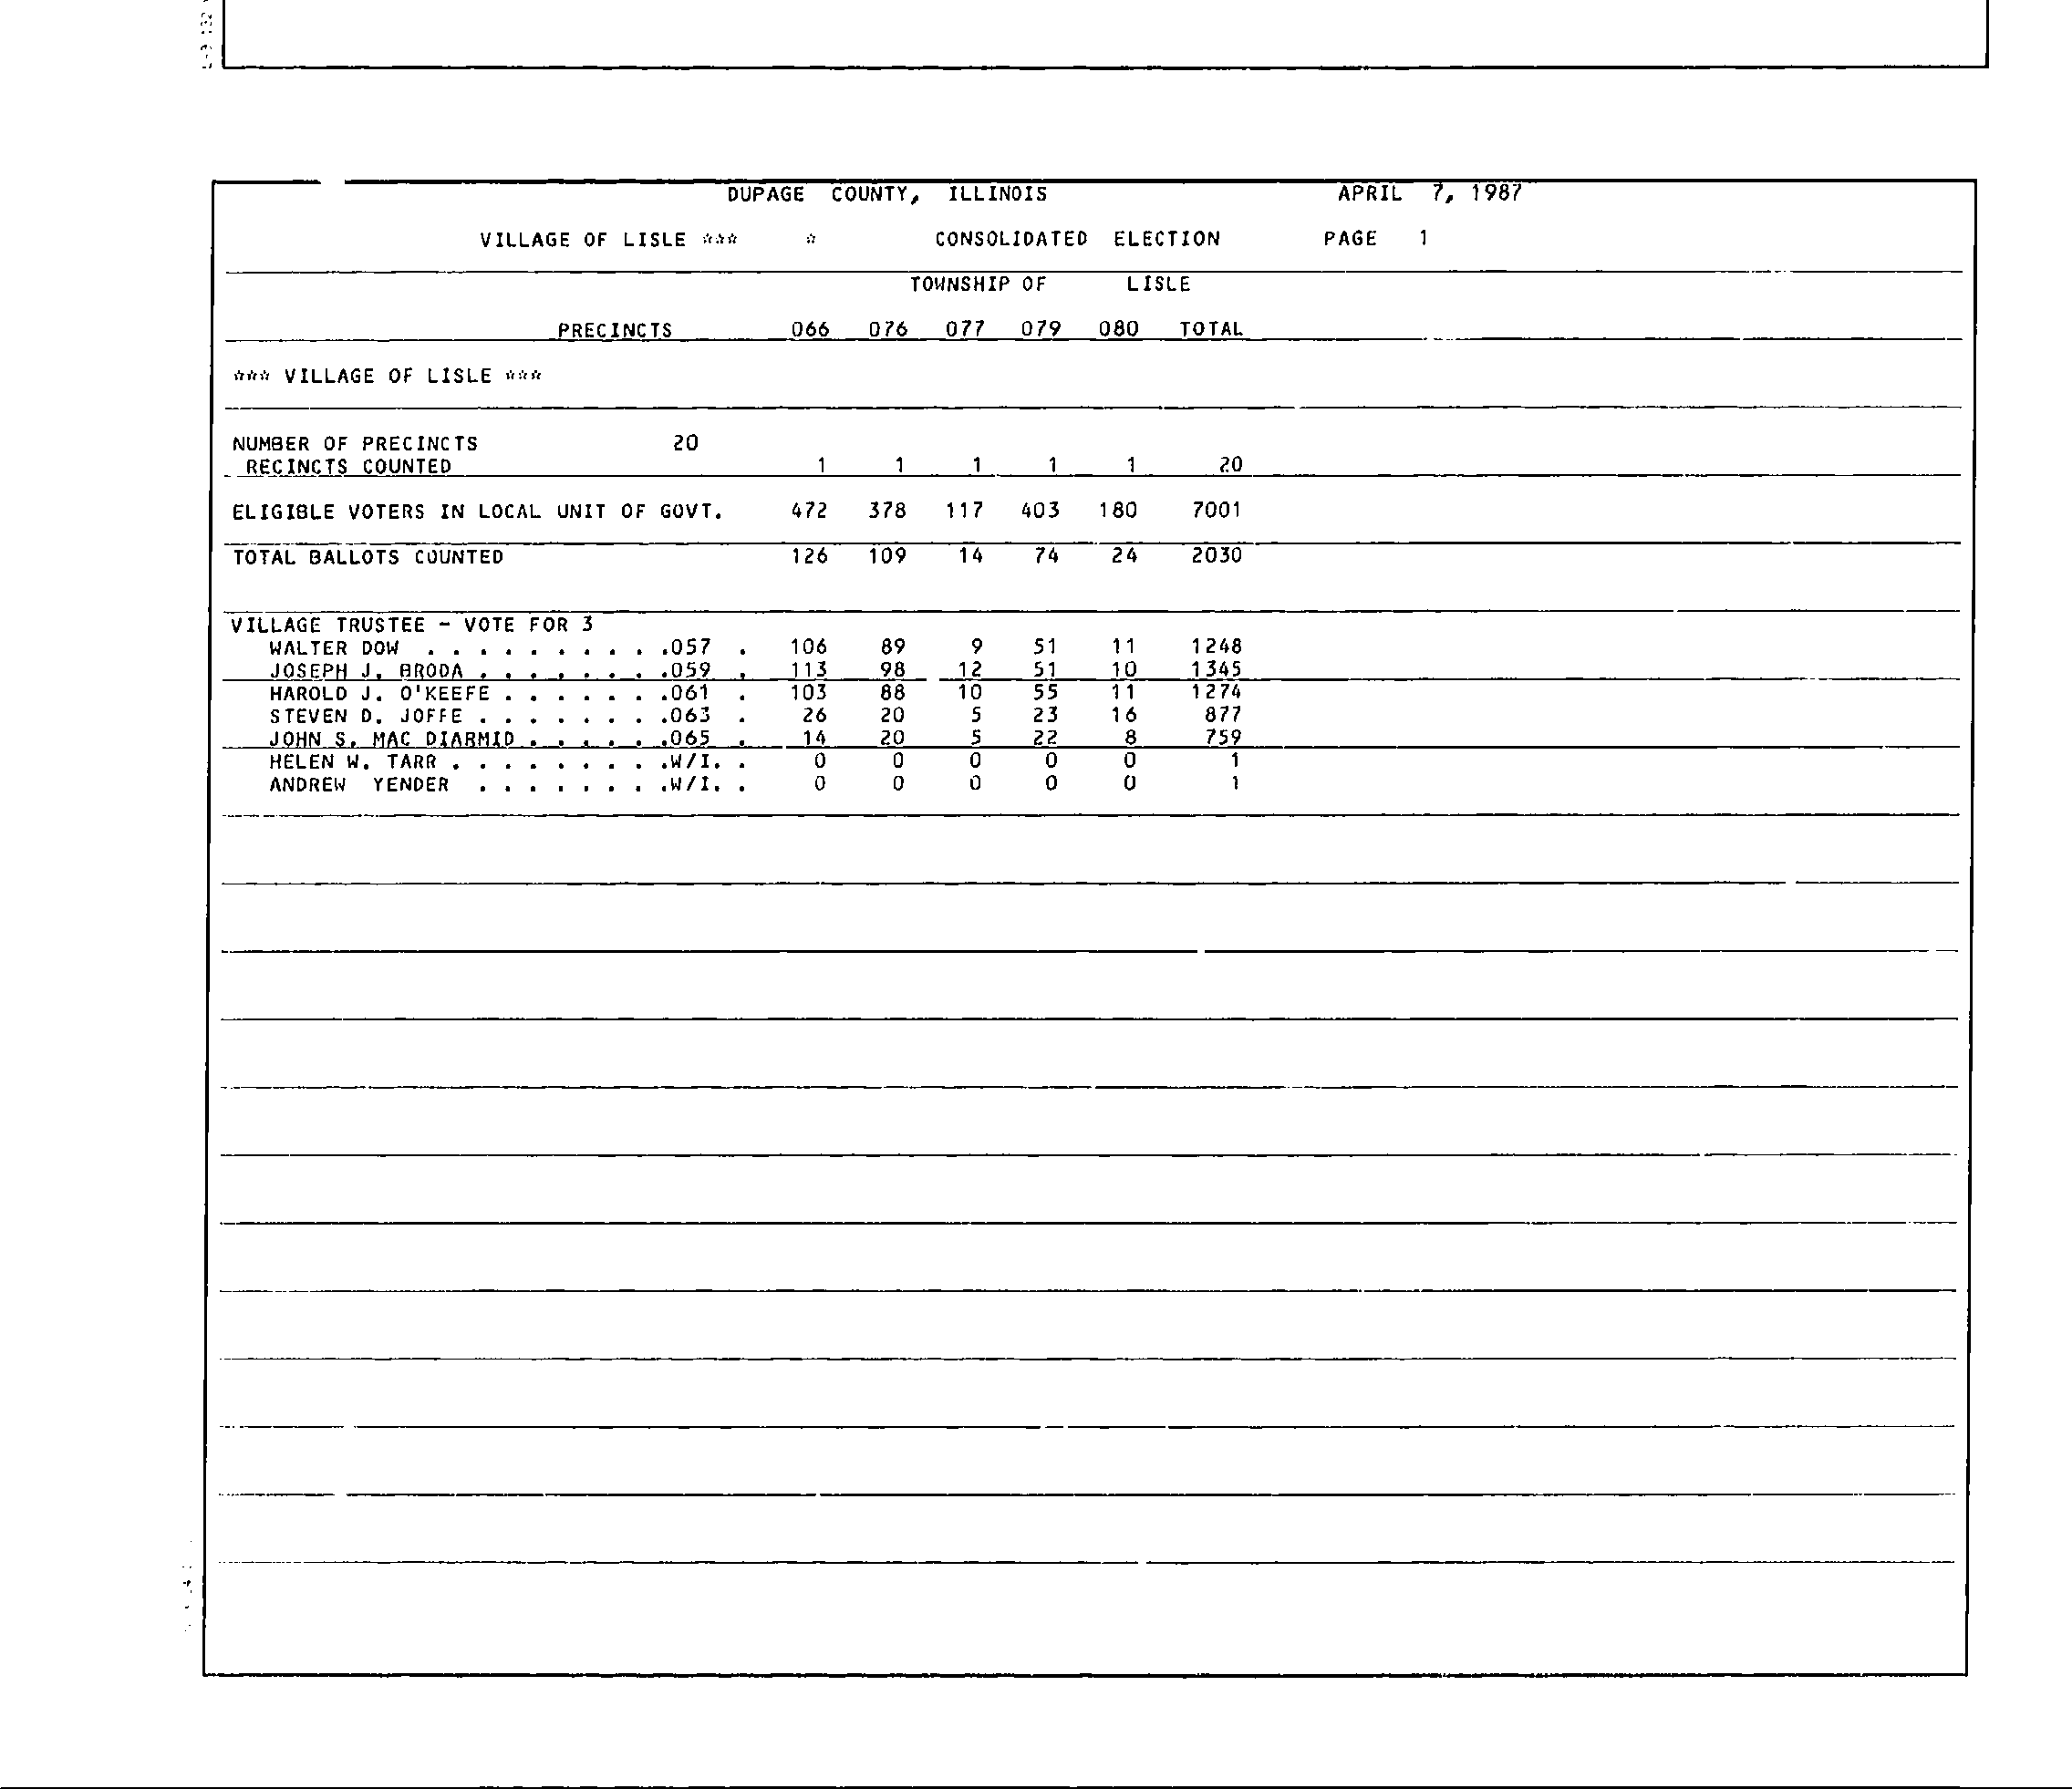 DUPAGE COUNTY, ILLINOIS APRIL 7, 1987
VILLAGE OF LISLE *** * CONSOLIDATED ELECTION PAGE 1
TOWNSHIP OF LISLE
PRECINCTS 066 076 077 079 080 TOTAL
*** VILLAGE OF LISLE ***
NUMBER OF PRECINCTS 20
RECINCTS COUNTED 1 1 1 1 1 20
ELIGIBLE VOTERS IN LOCAL UNIT OF GOVT. 472 378 117 403 180 7001
TOTAL BALLOTS COUNTED 126 109 14 74 24 2030
VILLAGE TRUSTEE - VOTE FOR 3
WALTER DOW . . . . . . . . . .057 . 106 89 9 51 11 1248
JOSEPH J. BRODA . . . . . . . .059 . 113 98 12 51 10 1345
HAROLD J. O'KEEFE . . . . . . .061 . 103 88 10 55 11 1274
STEVEN D. JOFFE . . . . . . . .063 . 26 20 5 23 16 877
JOHN S. MAC DIARMID . . . . . .065 . 14 20 5 22 8 759
HELEN W. TARR . . . . . . . . .W/I. . 0 0 0 0 0 1
ANDREW YENDER . . . . . . . .W/I. . 0 0 0 0 0 1